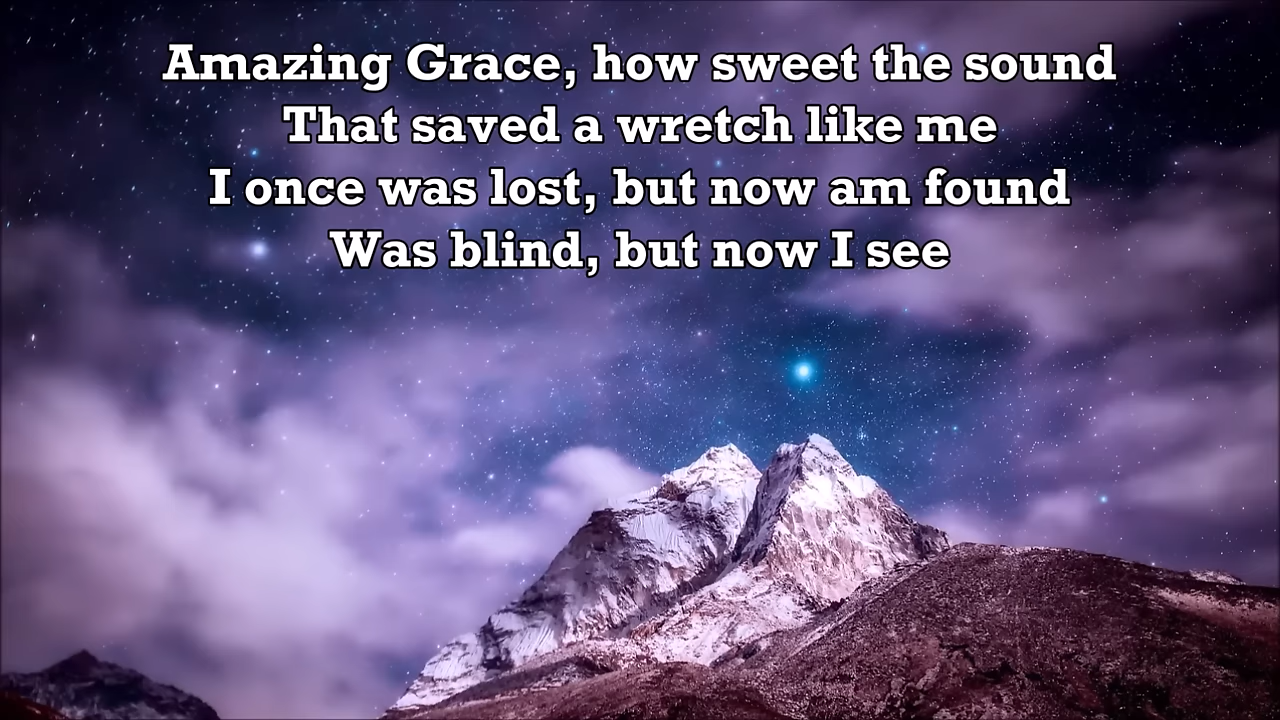 Amazing Grace, how sweet the sound
That saved a wretch like me
I once was lost, but now am found
Was blind, but now I see